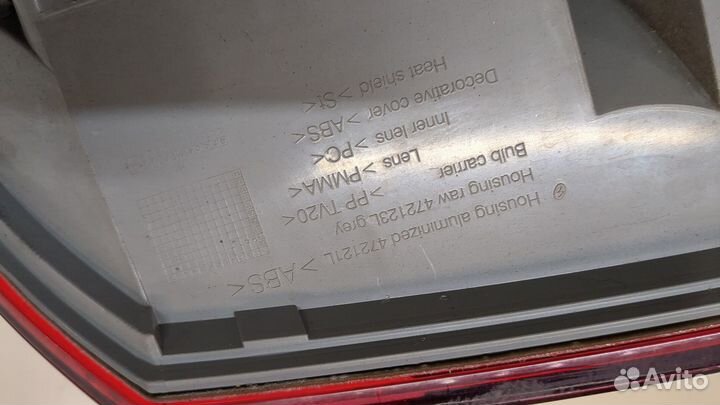 Housing aluminized 472121L >ABS<
Housing raw 472123L grey
Bulb carrier >PP TV20<
Lens >PMMA<
Inner lens >PC<
Decorative cover >ABS<
Heat shield >St<
Avito